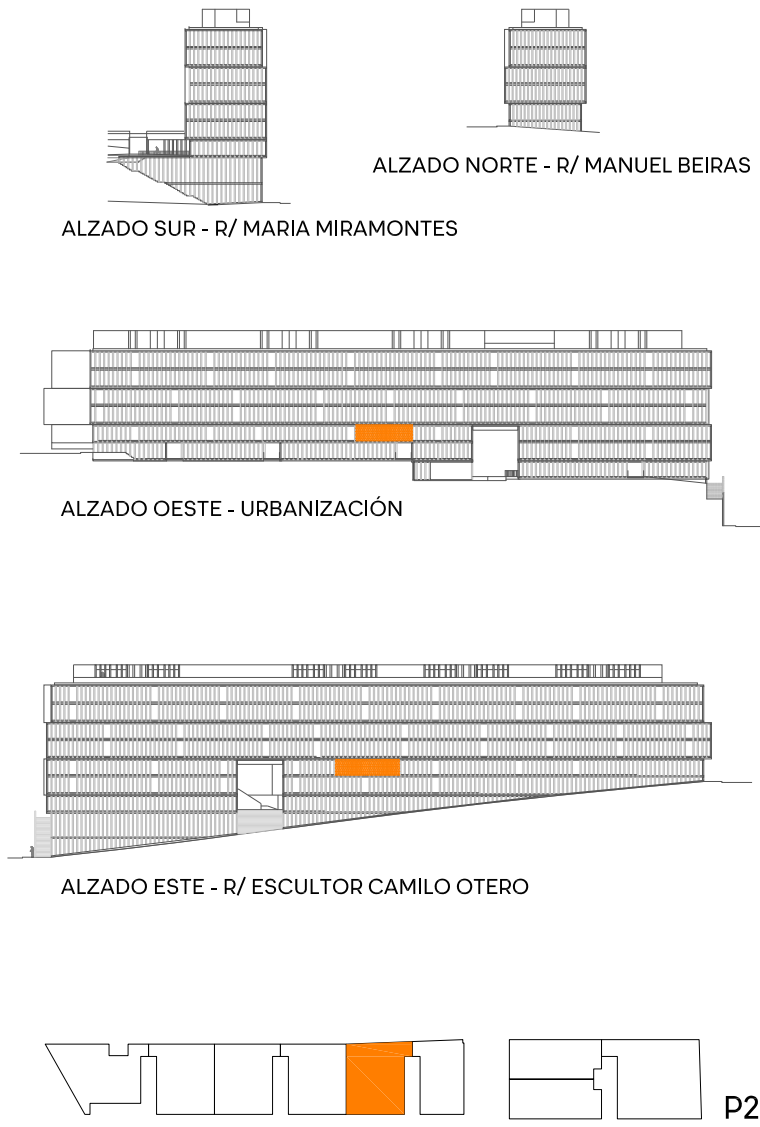 ALZADO NORTE - R/ MANUEL BEIRAS
ALZADO SUR - R/ MARIA MIRAMONTES
ALZADO OESTE - URBANIZACIÓN
ALZADO ESTE - R/ ESCULTOR CAMILO OTERO
P2